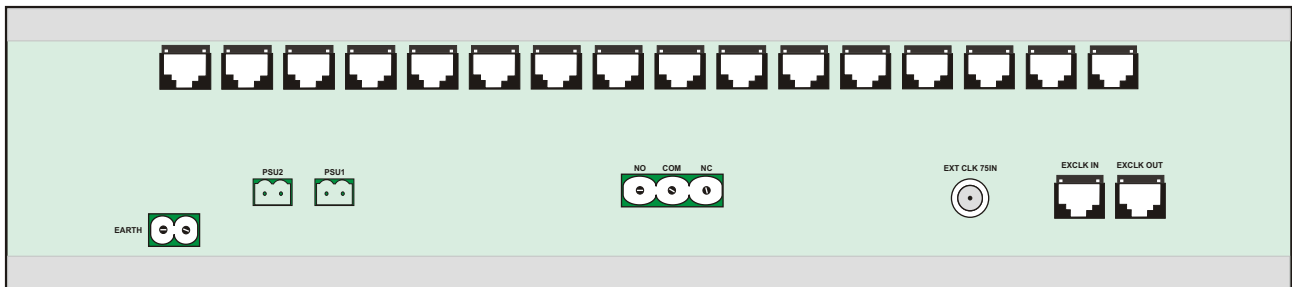 PSU2
PSU1
NO
COM
NC
EXT CLK 75IN
EXCLK IN
EXCLK OUT
EARTH